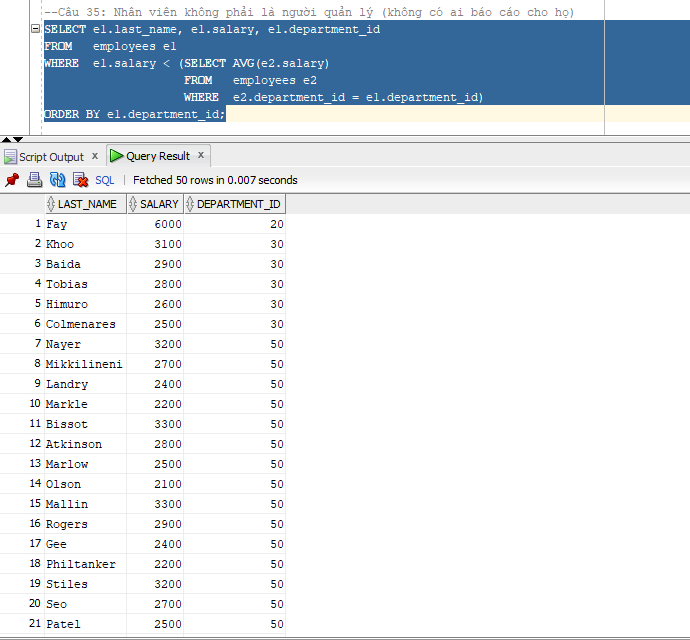 --Câu 35: Nhân viên không phải là người quản lý (không có ai báo cáo cho họ)
SELECT e1.last_name, e1.salary, e1.department_id
FROM   employees e1
WHERE  e1.salary < (SELECT AVG(e2.salary)
                    FROM   employees e2
                    WHERE  e2.department_id = e1.department_id)
ORDER BY e1.department_id;
Script Output x Query Result x
SQL | Fetched 50 rows in 0.007 seconds
LAST_NAME SALARY DEPARTMENT_ID
1 Fay 6000 20
2 Khoo 3100 30
3 Baida 2900 30
4 Tobias 2800 30
5 Himuro 2600 30
6 Colmenares 2500 30
7 Nayer 3200 50
8 Mikkilineni 2700 50
9 Landry 2400 50
10 Markle 2200 50
11 Bissot 3300 50
12 Atkinson 2800 50
13 Marlow 2500 50
14 Olson 2100 50
15 Mallin 3300 50
16 Rogers 2900 50
17 Gee 2400 50
18 Philtanker 2200 50
19 Stiles 3200 50
20 Seo 2700 50
21 Patel 2500 50